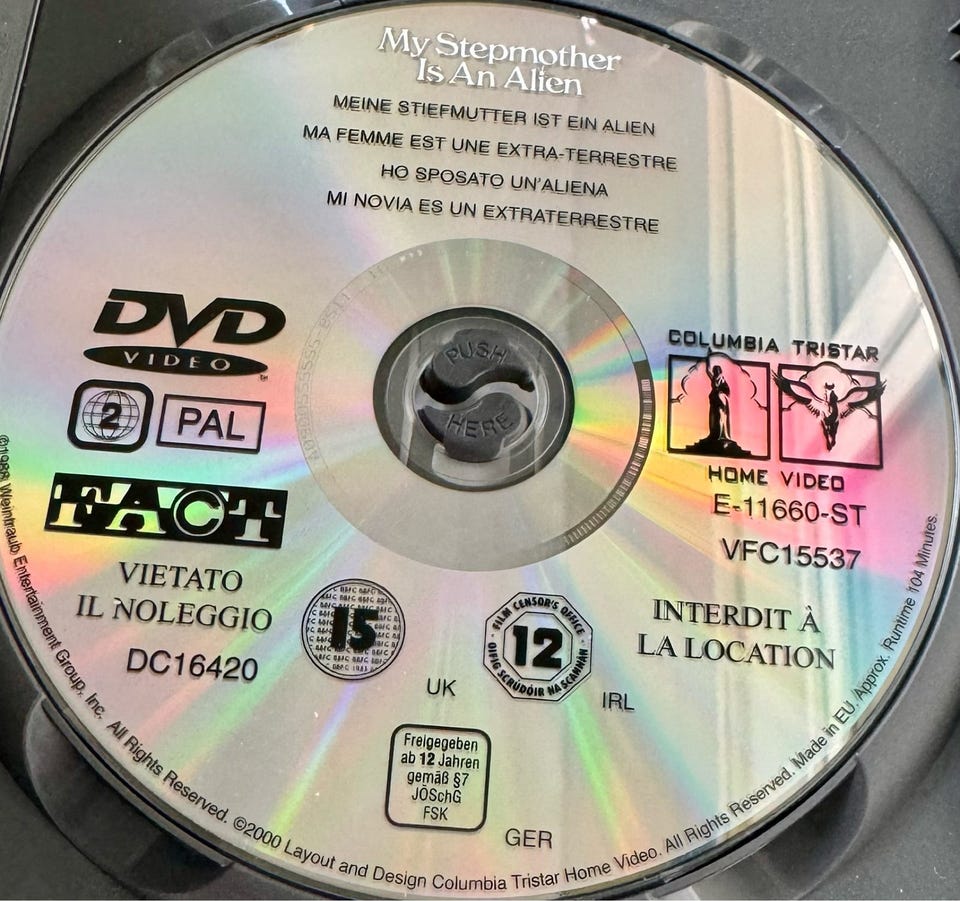 My Stepmother
Is An Alien
MEINE STIEFMUTTER IST EIN ALIEN
MA FEMME EST UNE EXTRA-TERRESTRE
HO SPOSATO UN'ALIENA
MI NOVIA ES UN EXTRATERRESTRE
DVD
VIDEO
2
PAL
FACT
VIETATO
IL NOLEGGIO
DC16420
PUSH
HERE
COLUMBIA TRISTAR
HOME VIDEO
E-11660-ST
VFC15537
INTERDIT À
LA LOCATION
15
UK
FILM CENSOR'S OFFICE
12
OIFIG SCRÚDÓIR NA SCANNÁN
IRL
Freigegeben
ab 12 Jahren
gemäß §7
JÖSchG
FSK
GER
©1988 Weintraub Entertainment Group, Inc. All Rights Reserved. ©2000 Layout and Design Columbia Tristar Home Video. All Rights Reserved. Made in EU. Approx. Runtime 104 Minutes.